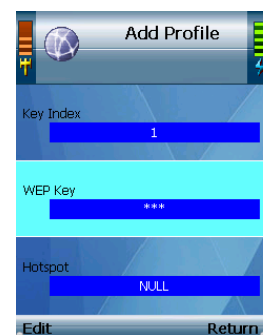 Add Profile
Key Index
1
WEP Key
***
Hotspot
NULL
Edit Return